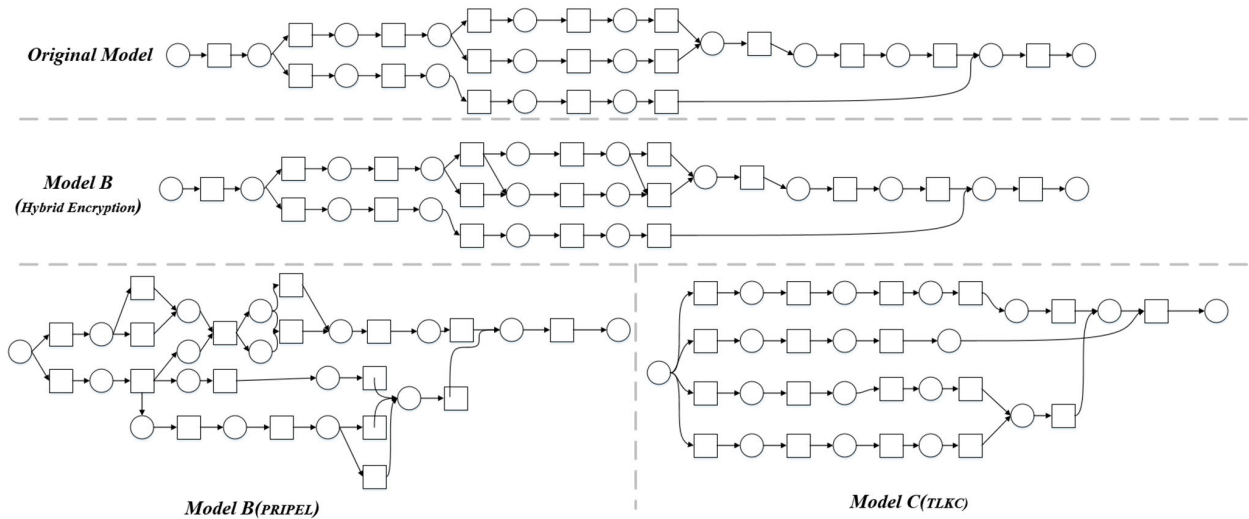 Original Model
Model B
(Hybrid Encryption)
Model B(PRIPEL)
Model C(TLKC)